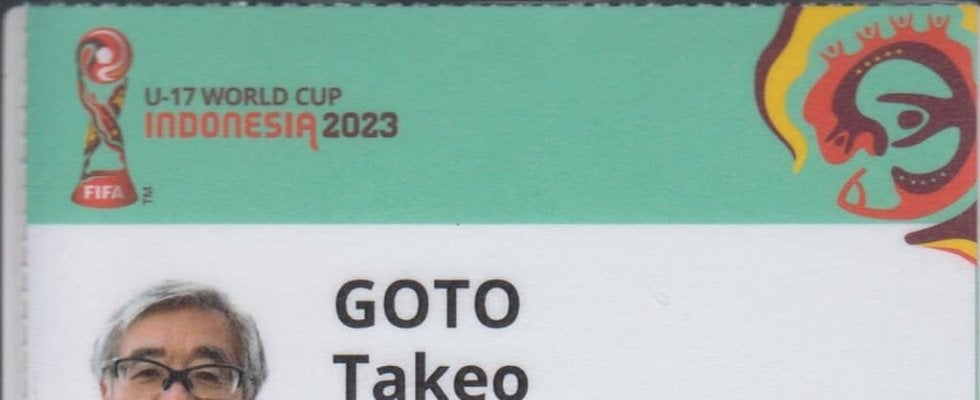 U-17 WORLD CUP
INDONESIA 2023
FIFA
TM
GOTO
Takeo